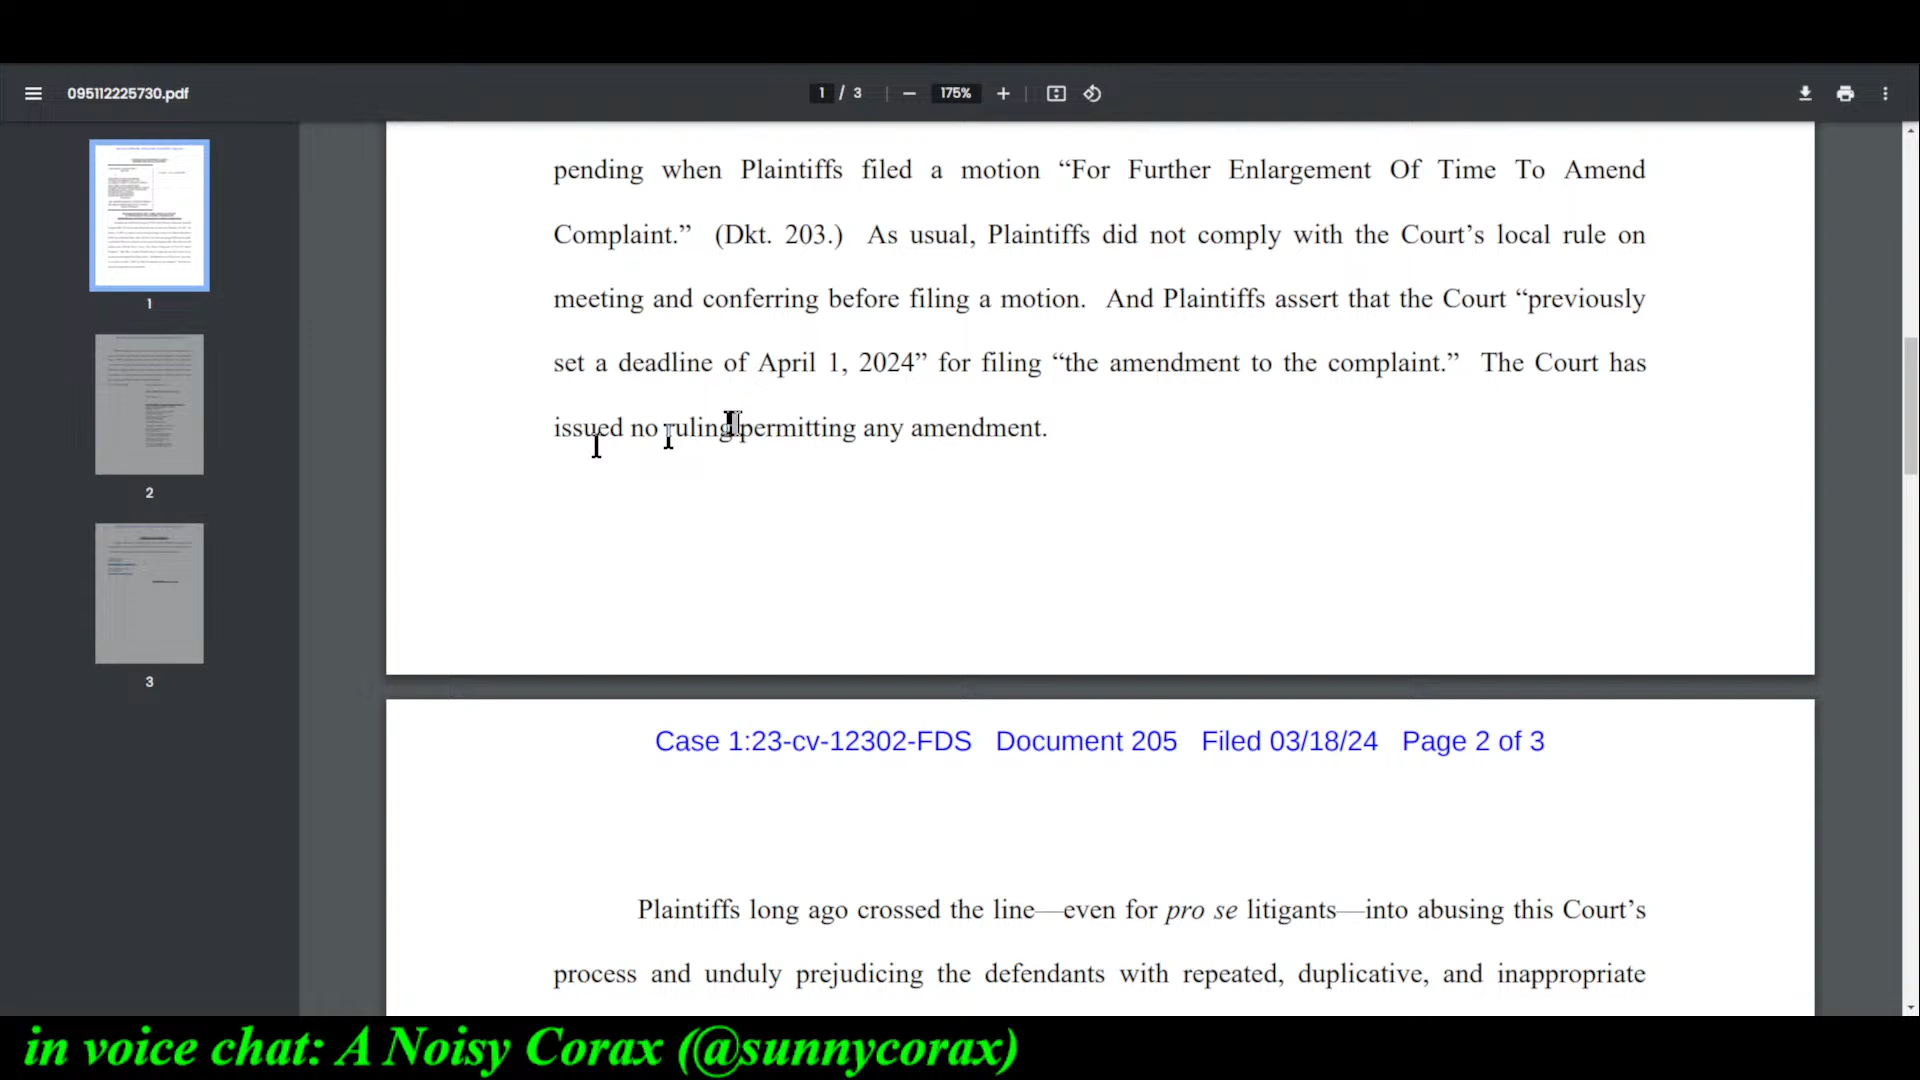 095112225730.pdf
1 / 3
175%
pending when Plaintiffs filed a motion “For Further Enlargement Of Time To Amend
Complaint.” (Dkt. 203.) As usual, Plaintiffs did not comply with the Court’s local rule on
meeting and conferring before filing a motion. And Plaintiffs assert that the Court “previously
set a deadline of April 1, 2024” for filing “the amendment to the complaint.” The Court has
issued no ruling permitting any amendment.
1
2
3
Case 1:23-cv-12302-FDS Document 205 Filed 03/18/24 Page 2 of 3
Plaintiffs long ago crossed the line—even for pro se litigants—into abusing this Court’s
process and unduly prejudicing the defendants with repeated, duplicative, and inappropriate
in voice chat: A Noisy Corax (@sunnycorax)